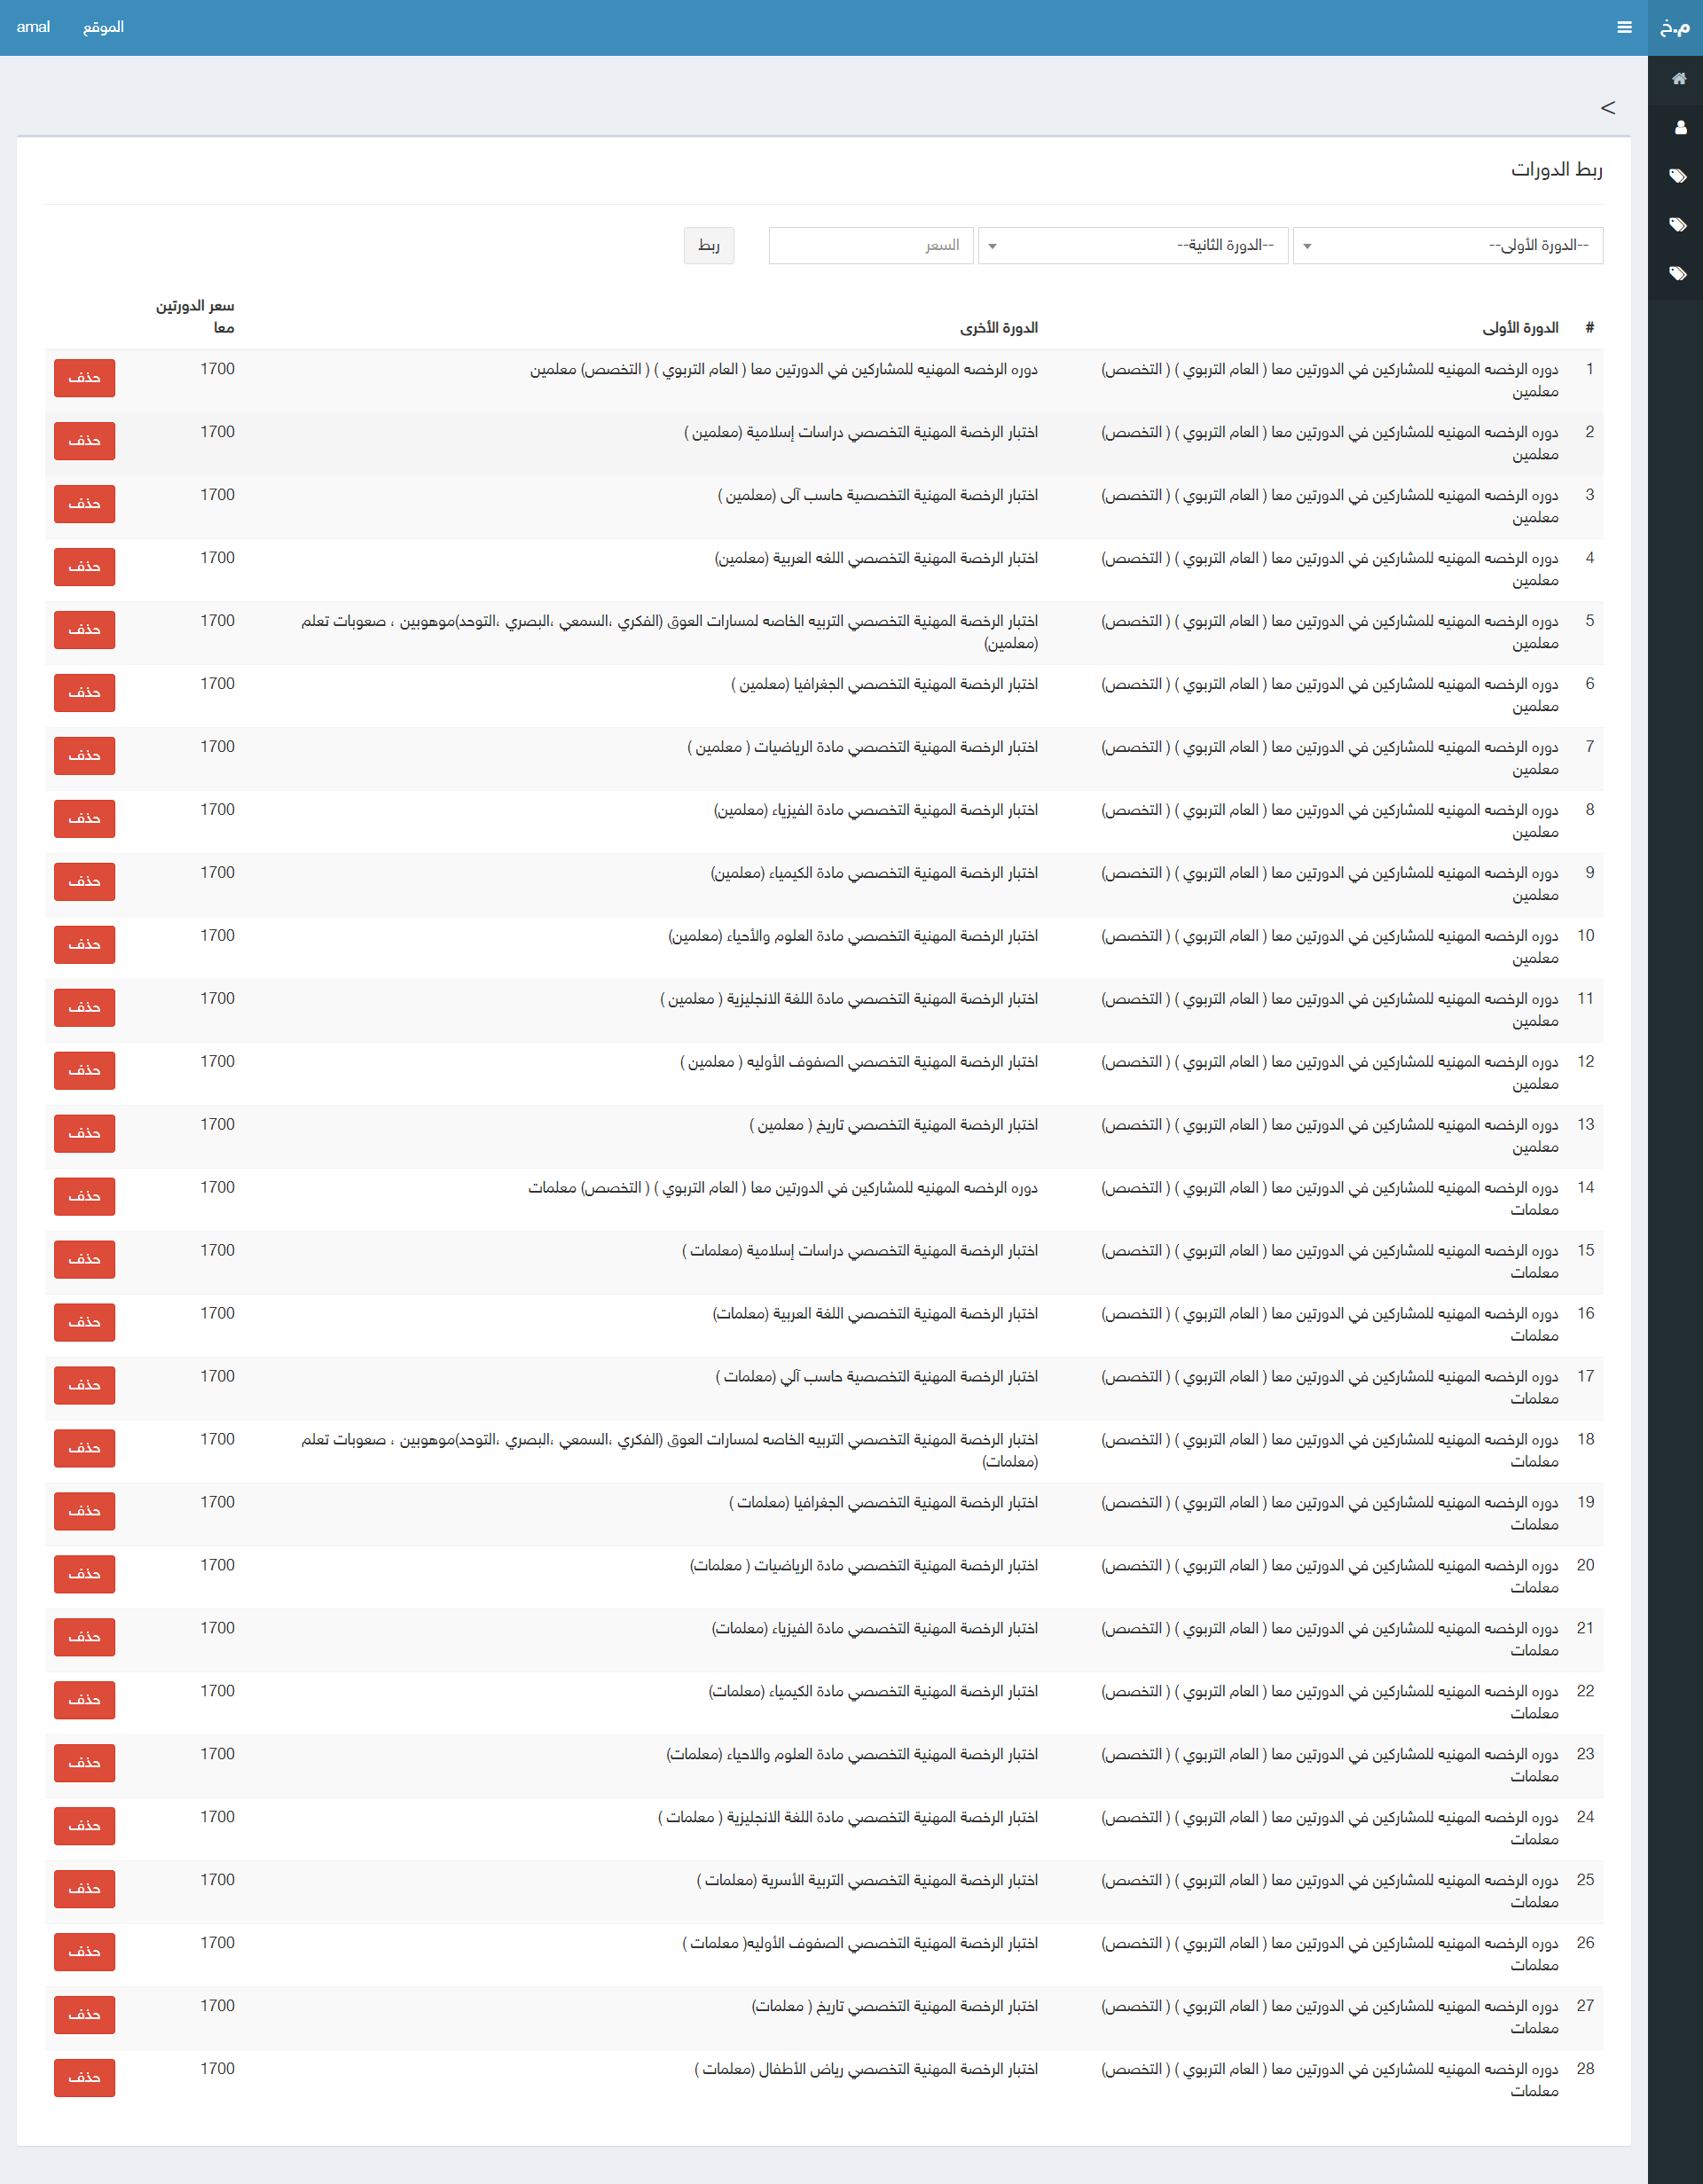 م.خ
الموقع
amal
>
ربط الدورات
--الدورة الأولى--
--الدورة الثانية--
السعر
ربط
# الدورة الأولى الدورة الأخرى سعر الدورتين
معا
1 دوره الرخصه المهنيه للمشاركين في الدورتين معا ( العام التربوي ) ( التخصص) دوره الرخصه المهنيه للمشاركين في الدورتين معا ( العام التربوي ) ( التخصص) معلمين 1700 حذف
معلمين
2 دوره الرخصه المهنيه للمشاركين في الدورتين معا ( العام التربوي ) ( التخصص) اختبار الرخصة المهنية التخصصي دراسات إسلامية (معلمين ) 1700 حذف
معلمين
3 دوره الرخصه المهنيه للمشاركين في الدورتين معا ( العام التربوي ) ( التخصص) اختبار الرخصة المهنية التخصصية حاسب آلى (معلمين ) 1700 حذف
معلمين
4 دوره الرخصه المهنيه للمشاركين في الدورتين معا ( العام التربوي ) ( التخصص) اختبار الرخصة المهنية التخصصي اللغه العربية (معلمين) 1700 حذف
معلمين
5 دوره الرخصه المهنيه للمشاركين في الدورتين معا ( العام التربوي ) ( التخصص) اختبار الرخصة المهنية التخصصي التربيه الخاصه لمسارات العوق (الفكري ،السمعي ،البصري ،التوحد)موهوبين ، صعوبات تعلم 1700 حذف
معلمين (معلمين)
6 دوره الرخصه المهنيه للمشاركين في الدورتين معا ( العام التربوي ) ( التخصص) اختبار الرخصة المهنية التخصصي الجغرافيا (معلمين ) 1700 حذف
معلمين
7 دوره الرخصه المهنيه للمشاركين في الدورتين معا ( العام التربوي ) ( التخصص) اختبار الرخصة المهنية التخصصي مادة الرياضيات ( معلمين ) 1700 حذف
معلمين
8 دوره الرخصه المهنيه للمشاركين في الدورتين معا ( العام التربوي ) ( التخصص) اختبار الرخصة المهنية التخصصي مادة الفيزياء (معلمين) 1700 حذف
معلمين
9 دوره الرخصه المهنيه للمشاركين في الدورتين معا ( العام التربوي ) ( التخصص) اختبار الرخصة المهنية التخصصي مادة الكيمياء (معلمين) 1700 حذف
معلمين
10 دوره الرخصه المهنيه للمشاركين في الدورتين معا ( العام التربوي ) ( التخصص) اختبار الرخصة المهنية التخصصي مادة العلوم والأحياء (معلمين) 1700 حذف
معلمين
11 دوره الرخصه المهنيه للمشاركين في الدورتين معا ( العام التربوي ) ( التخصص) اختبار الرخصة المهنية التخصصي مادة اللغة الانجليزية ( معلمين ) 1700 حذف
معلمين
12 دوره الرخصه المهنيه للمشاركين في الدورتين معا ( العام التربوي ) ( التخصص) اختبار الرخصة المهنية التخصصي الصفوف الأوليه ( معلمين ) 1700 حذف
معلمين
13 دوره الرخصه المهنيه للمشاركين في الدورتين معا ( العام التربوي ) ( التخصص) اختبار الرخصة المهنية التخصصي تاريخ ( معلمين ) 1700 حذف
معلمين
14 دوره الرخصه المهنيه للمشاركين في الدورتين معا ( العام التربوي ) ( التخصص) دوره الرخصه المهنيه للمشاركين في الدورتين معا ( العام التربوي ) ( التخصص) معلمات 1700 حذف
معلمات
15 دوره الرخصه المهنيه للمشاركين في الدورتين معا ( العام التربوي ) ( التخصص) اختبار الرخصة المهنية التخصصي دراسات إسلامية (معلمات ) 1700 حذف
معلمات
16 دوره الرخصه المهنيه للمشاركين في الدورتين معا ( العام التربوي ) ( التخصص) اختبار الرخصة المهنية التخصصي اللغة العربية (معلمات) 1700 حذف
معلمات
17 دوره الرخصه المهنيه للمشاركين في الدورتين معا ( العام التربوي ) ( التخصص) اختبار الرخصة المهنية التخصصية حاسب آلي (معلمات ) 1700 حذف
معلمات
18 دوره الرخصه المهنيه للمشاركين في الدورتين معا ( العام التربوي ) ( التخصص) اختبار الرخصة المهنية التخصصي التربيه الخاصه لمسارات العوق (الفكري ،السمعي ،البصري ،التوحد)موهوبين ، صعوبات تعلم 1700 حذف
معلمات (معلمات)
19 دوره الرخصه المهنيه للمشاركين في الدورتين معا ( العام التربوي ) ( التخصص) اختبار الرخصة المهنية التخصصي الجغرافيا (معلمات ) 1700 حذف
معلمات
20 دوره الرخصه المهنيه للمشاركين في الدورتين معا ( العام التربوي ) ( التخصص) اختبار الرخصة المهنية التخصصي مادة الرياضيات ( معلمات) 1700 حذف
معلمات
21 دوره الرخصه المهنيه للمشاركين في الدورتين معا ( العام التربوي ) ( التخصص) اختبار الرخصة المهنية التخصصي مادة الفيزياء (معلمات) 1700 حذف
معلمات
22 دوره الرخصه المهنيه للمشاركين في الدورتين معا ( العام التربوي ) ( التخصص) اختبار الرخصة المهنية التخصصي مادة الكيمياء (معلمات) 1700 حذف
معلمات
23 دوره الرخصه المهنيه للمشاركين في الدورتين معا ( العام التربوي ) ( التخصص) اختبار الرخصة المهنية التخصصي مادة العلوم والاحياء (معلمات) 1700 حذف
معلمات
24 دوره الرخصه المهنيه للمشاركين في الدورتين معا ( العام التربوي ) ( التخصص) اختبار الرخصة المهنية التخصصي مادة اللغة الانجليزية ( معلمات ) 1700 حذف
معلمات
25 دوره الرخصه المهنيه للمشاركين في الدورتين معا ( العام التربوي ) ( التخصص) اختبار الرخصة المهنية التخصصي التربية الأسرية (معلمات ) 1700 حذف
معلمات
26 دوره الرخصه المهنيه للمشاركين في الدورتين معا ( العام التربوي ) ( التخصص) اختبار الرخصة المهنية التخصصي الصفوف الأوليه( معلمات ) 1700 حذف
معلمات
27 دوره الرخصه المهنيه للمشاركين في الدورتين معا ( العام التربوي ) ( التخصص) اختبار الرخصة المهنية التخصصي تاريخ ( معلمات) 1700 حذف
معلمات
28 دوره الرخصه المهنيه للمشاركين في الدورتين معا ( العام التربوي ) ( التخصص) اختبار الرخصة المهنية التخصصي رياض الأطفال (معلمات ) 1700 حذف
معلمات